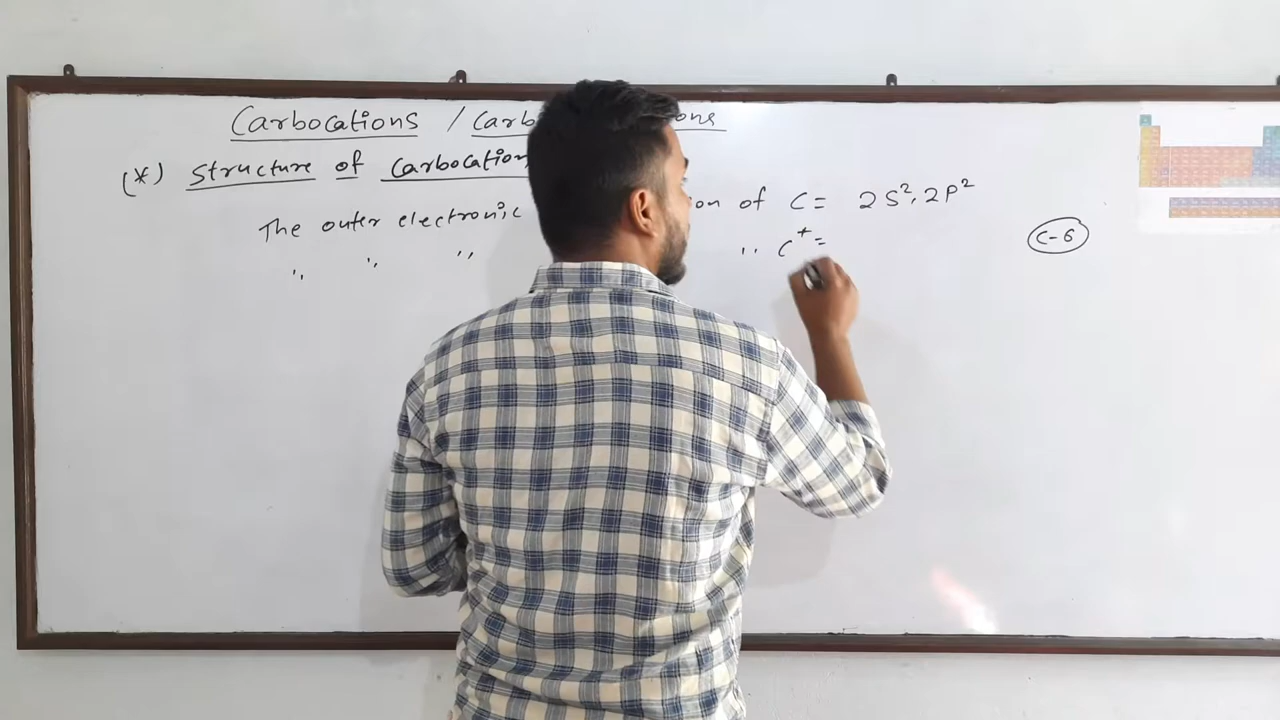 Carbocations / Carb ons
(*) Structure of Carbocation
The outer electronic on of C = 2S², 2P²
" " " " C⁺ =
C-6